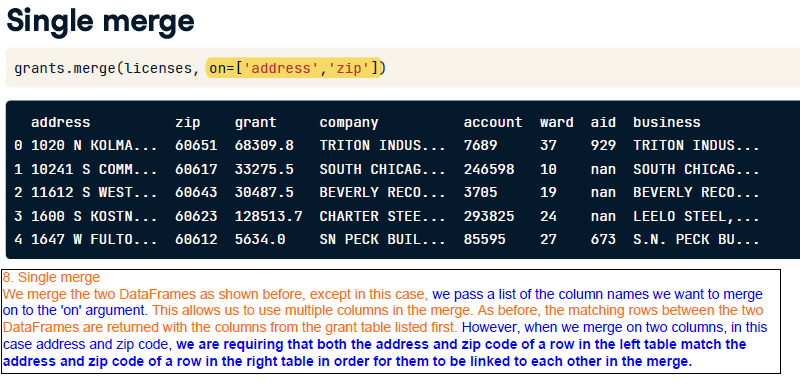 Single merge
grants.merge(licenses, on=['address','zip'])
address zip grant company account ward aid business
0 1020 N KOLMA... 60651 68309.8 TRITON INDUS... 7689 37 929 TRITON INDUS...
1 10241 S COMM... 60617 33275.5 SOUTH CHICAG... 246598 10 nan SOUTH CHICAG...
2 11612 S WEST... 60643 30487.5 BEVERLY RECO... 3705 19 nan BEVERLY RECO...
3 1600 S KOSTN... 60623 128513.7 CHARTER STEE... 293825 24 nan LEELO STEEL,...
4 1647 W FULTO... 60612 5634.0 SN PECK BUIL... 85595 27 673 S.N. PECK BU...
8. Single merge
We merge the two DataFrames as shown before, except in this case, we pass a list of the column names we want to merge
on to the 'on' argument. This allows us to use multiple columns in the merge. As before, the matching rows between the two
DataFrames are returned with the columns from the grant table listed first. However, when we merge on two columns, in this
case address and zip code, we are requiring that both the address and zip code of a row in the left table match the
address and zip code of a row in the right table in order for them to be linked to each other in the merge.